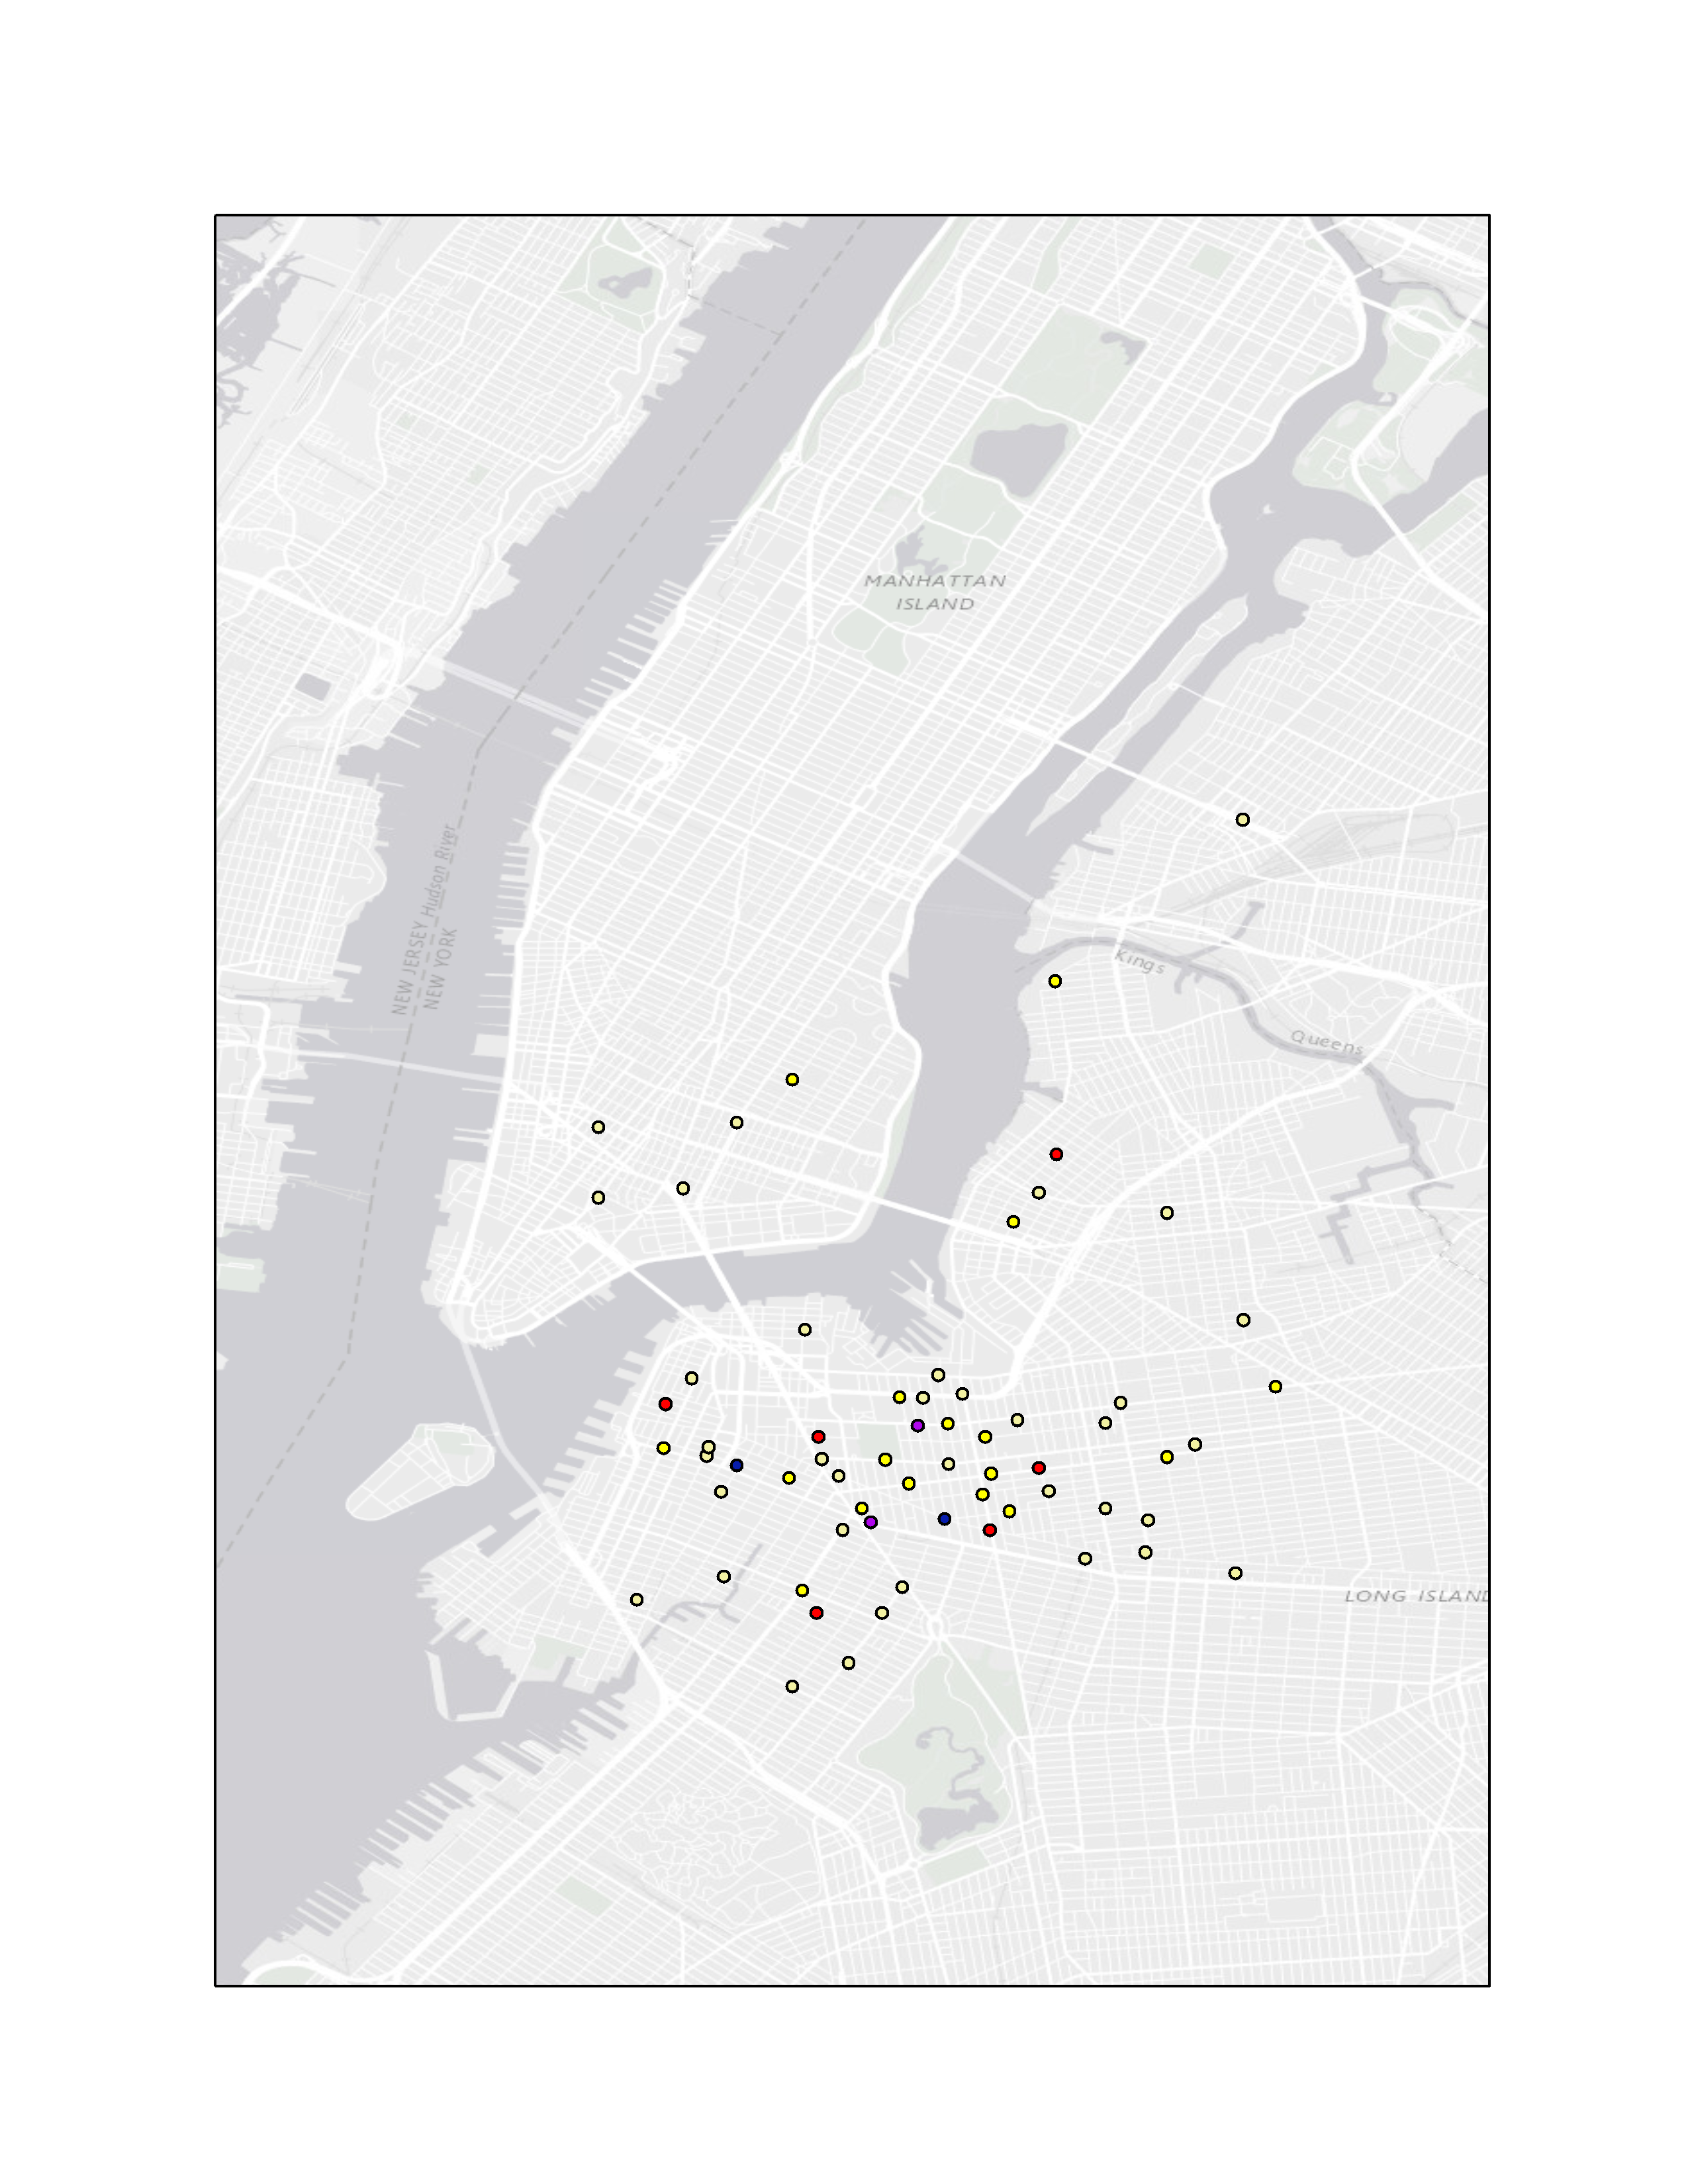 MANHATTAN
ISLAND
Hudson River
NEW JERSEY
NEW YORK
Kings
Queens
LONG ISLAND